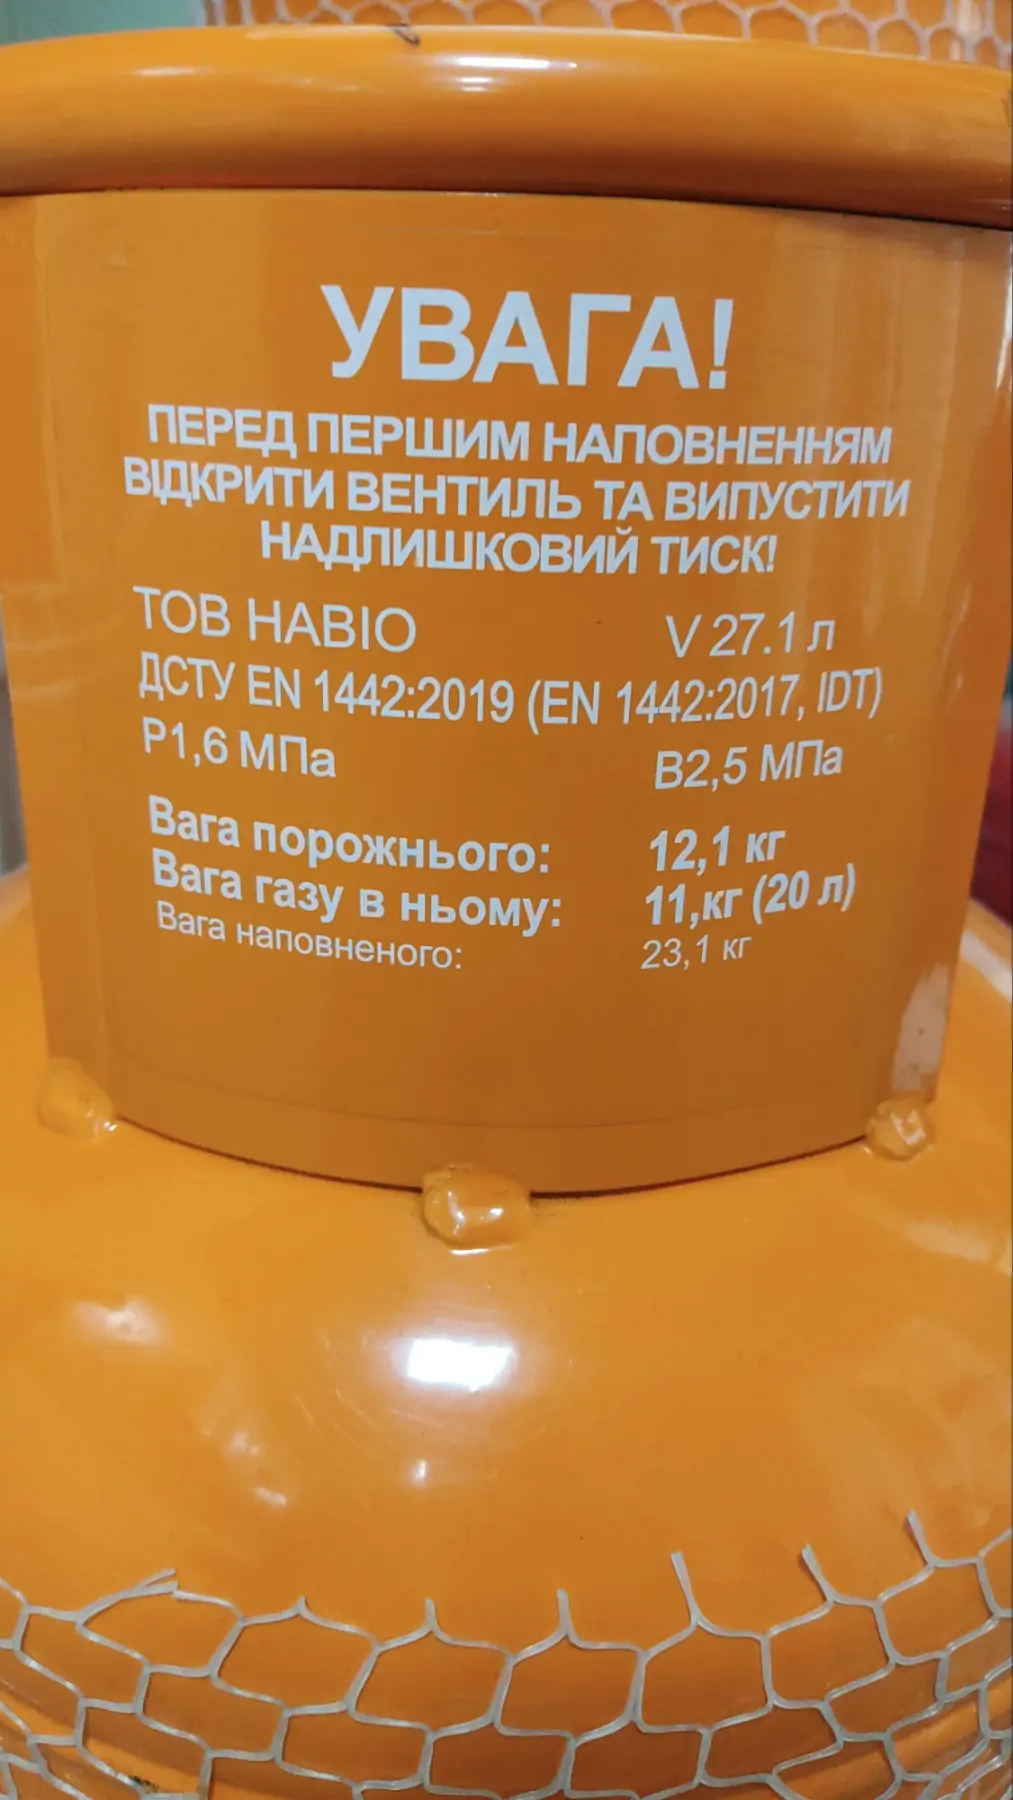 УВАГА!
ПЕРЕД ПЕРШИМ НАПОВНЕННЯМ
ВІДКРИТИ ВЕНТИЛЬ ТА ВИПУСТИТИ
НАДЛИШКОВИЙ ТИСК!
ТОВ НАВІО V 27.1 л
ДСТУ EN 1442:2019 (EN 1442:2017, IDT)
Р1,6 МПа В2,5 МПа
Вага порожнього: 12,1 кг
Вага газу в ньому: 11,кг (20 л)
Вага наповненого: 23,1 кг